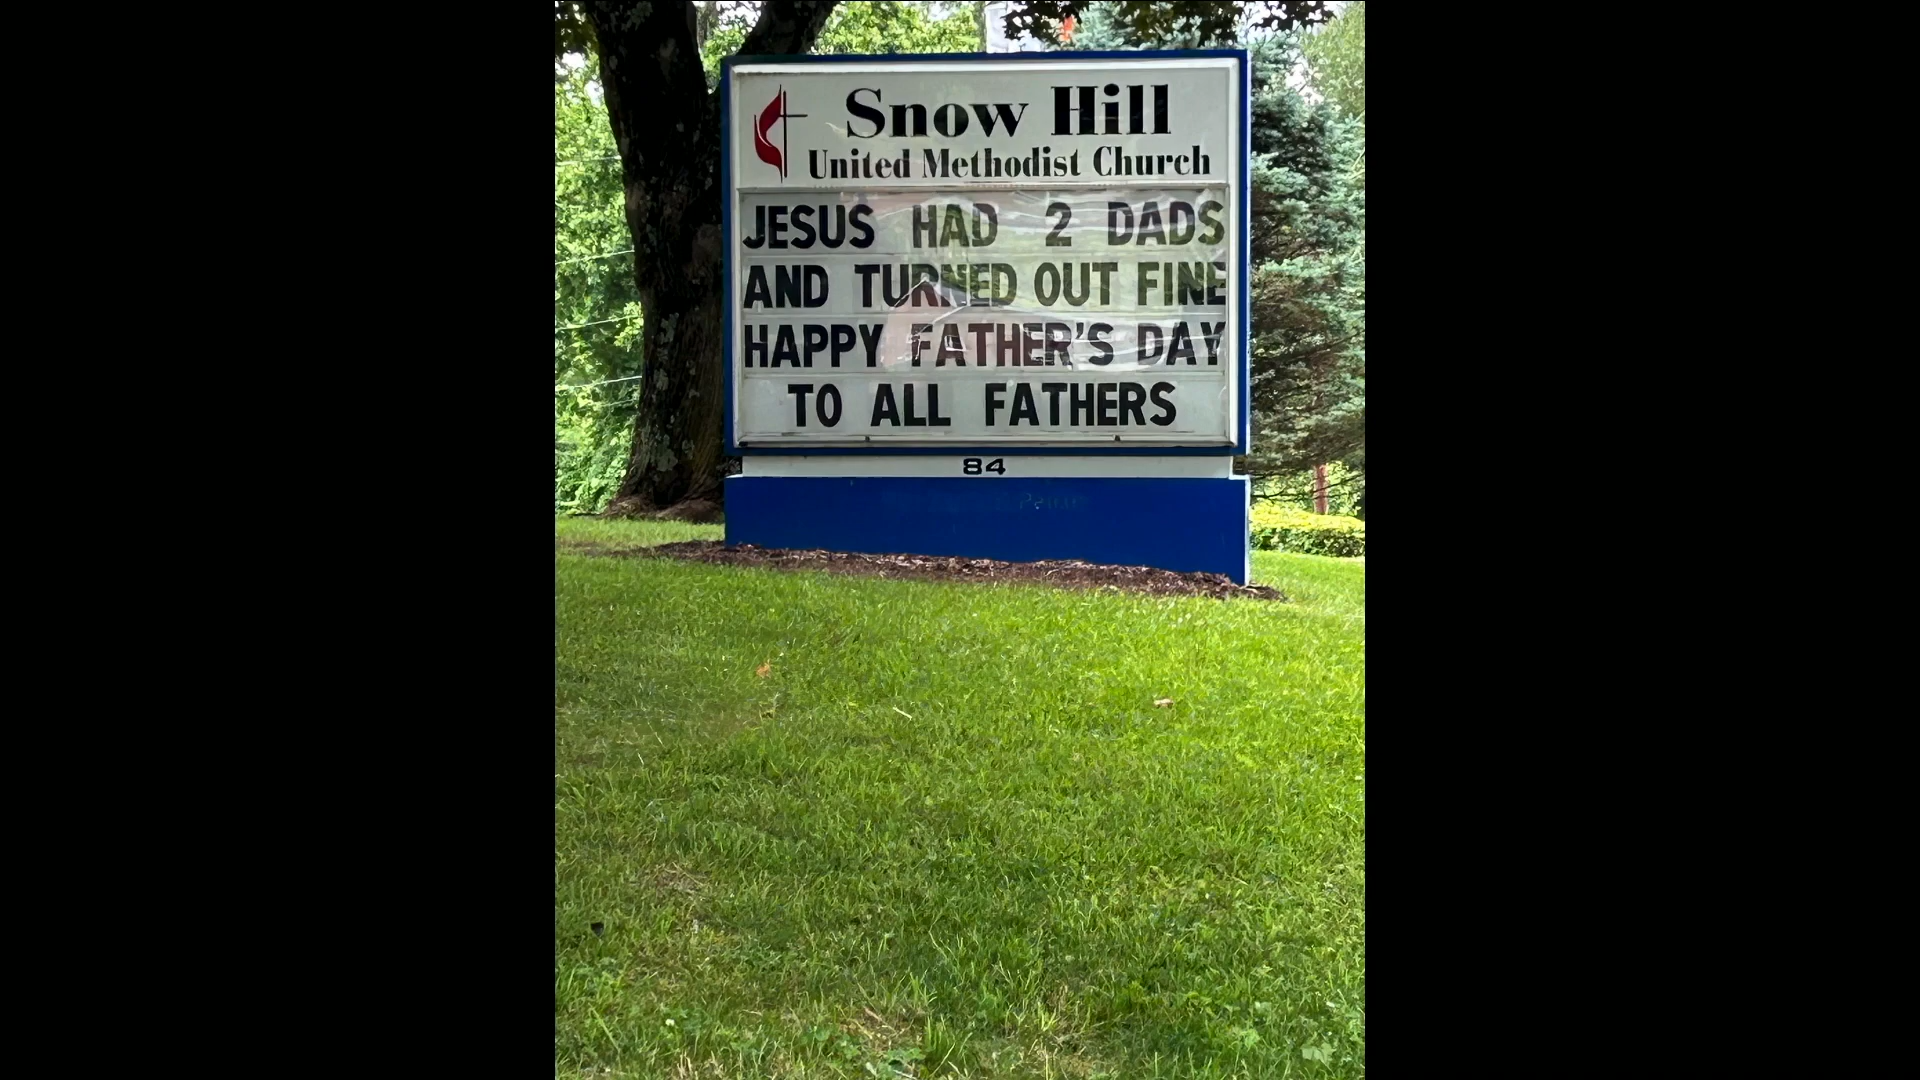 Snow Hill
United Methodist Church
JESUS HAD 2 DADS
AND TURNED OUT FINE
HAPPY FATHER'S DAY
TO ALL FATHERS
84